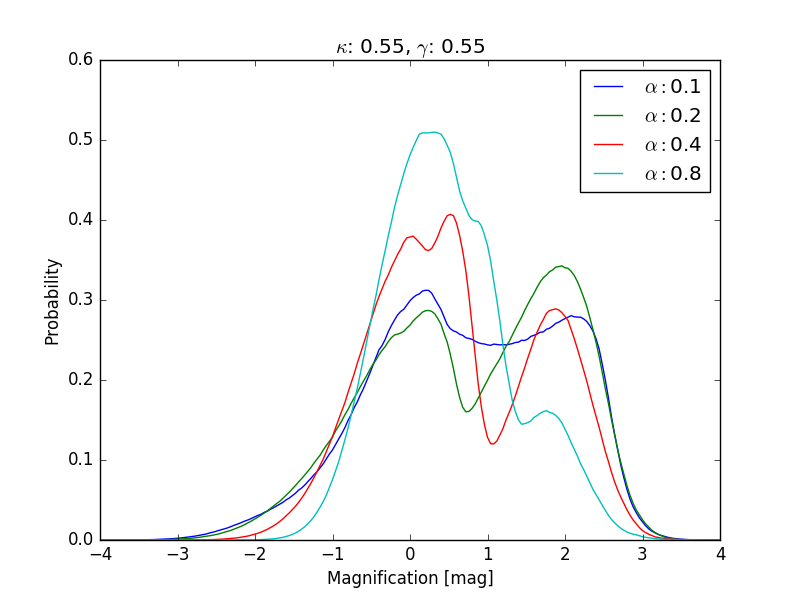 κ: 0.55, γ: 0.55
0.6
0.5
0.4
0.3
0.2
0.1
0.0
Probability
α: 0.1
α: 0.2
α: 0.4
α: 0.8
−4 −3 −2 −1 0 1 2 3 4
Magnification [mag]